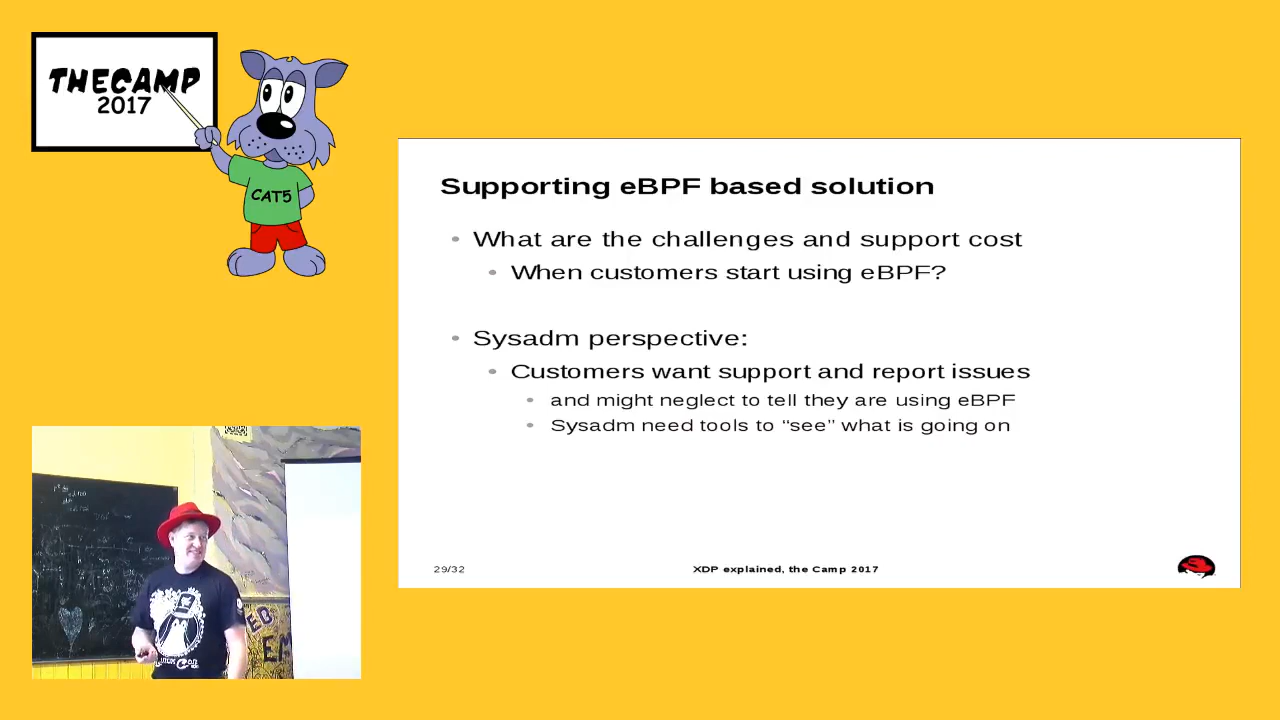 THECAMP
2017
CAT5
Supporting eBPF based solution
What are the challenges and support cost
When customers start using eBPF?
Sysadm perspective:
Customers want support and report issues
and might neglect to tell they are using eBPF
Sysadm need tools to “see” what is going on
29/32
XDP explained, the Camp 2017